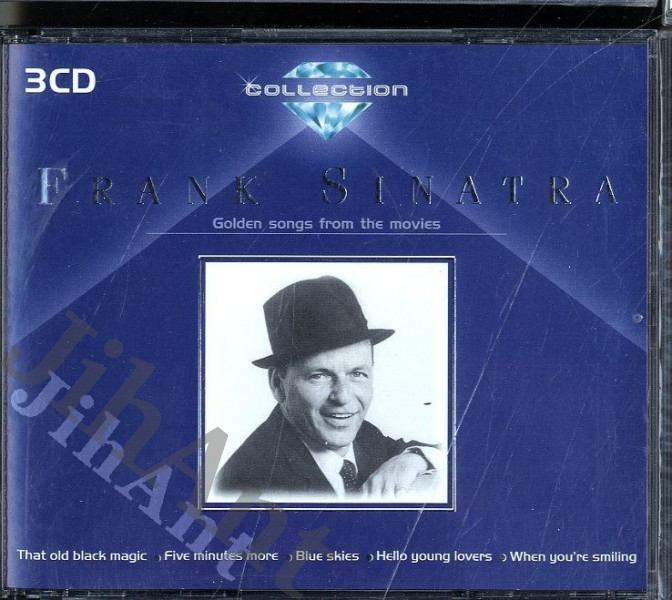 3CD
collection
FRANK SINATRA
Golden songs from the movies
JihAnt
JihAnt
That old black magic Five minutes more Blue skies Hello young lovers When you're smiling